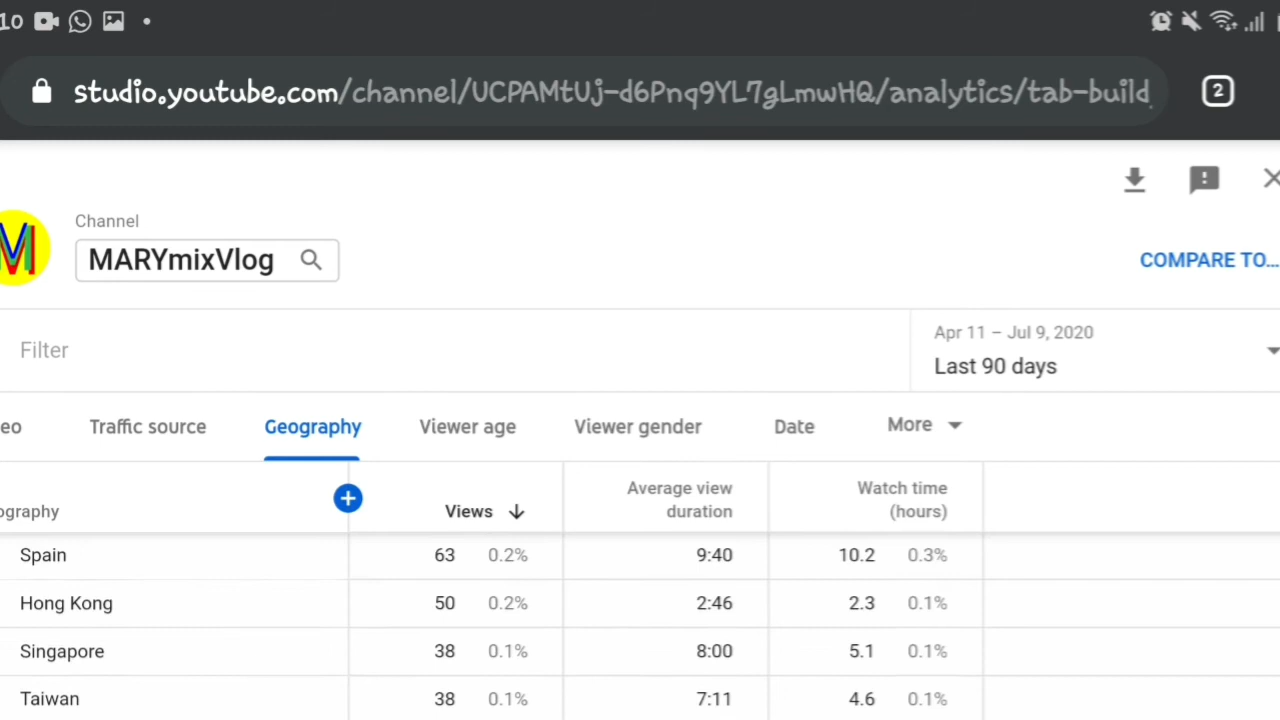 10
studio.youtube.com/channel/UCPAMtUj-d6Pnq9YL7gLmwHQ/analytics/tab-build
2
M
Channel
MARYmixVlog
COMPARE TO...
Filter
Apr 11 – Jul 9, 2020
Last 90 days
eo Traffic source Geography Viewer age Viewer gender Date More
ography Views Average view duration Watch time (hours)
Spain 63 0.2% 9:40 10.2 0.3%
Hong Kong 50 0.2% 2:46 2.3 0.1%
Singapore 38 0.1% 8:00 5.1 0.1%
Taiwan 38 0.1% 7:11 4.6 0.1%